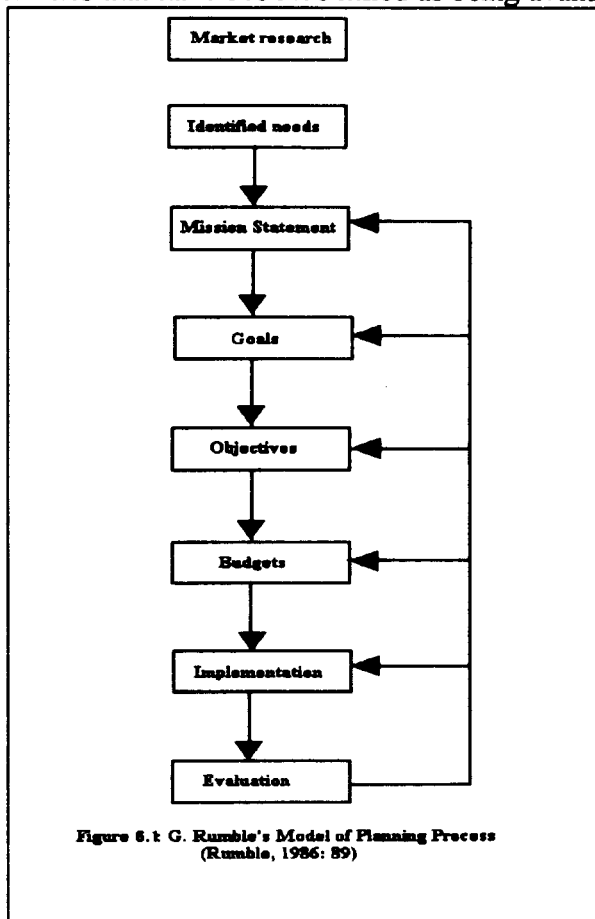 Market research
Identified needs
Mission Statement
Goals
Objectives
Budgets
Implementation
Evaluation
Figure 6.1: G. Rumble's Model of Planning Process
(Rumble, 1986: 89)